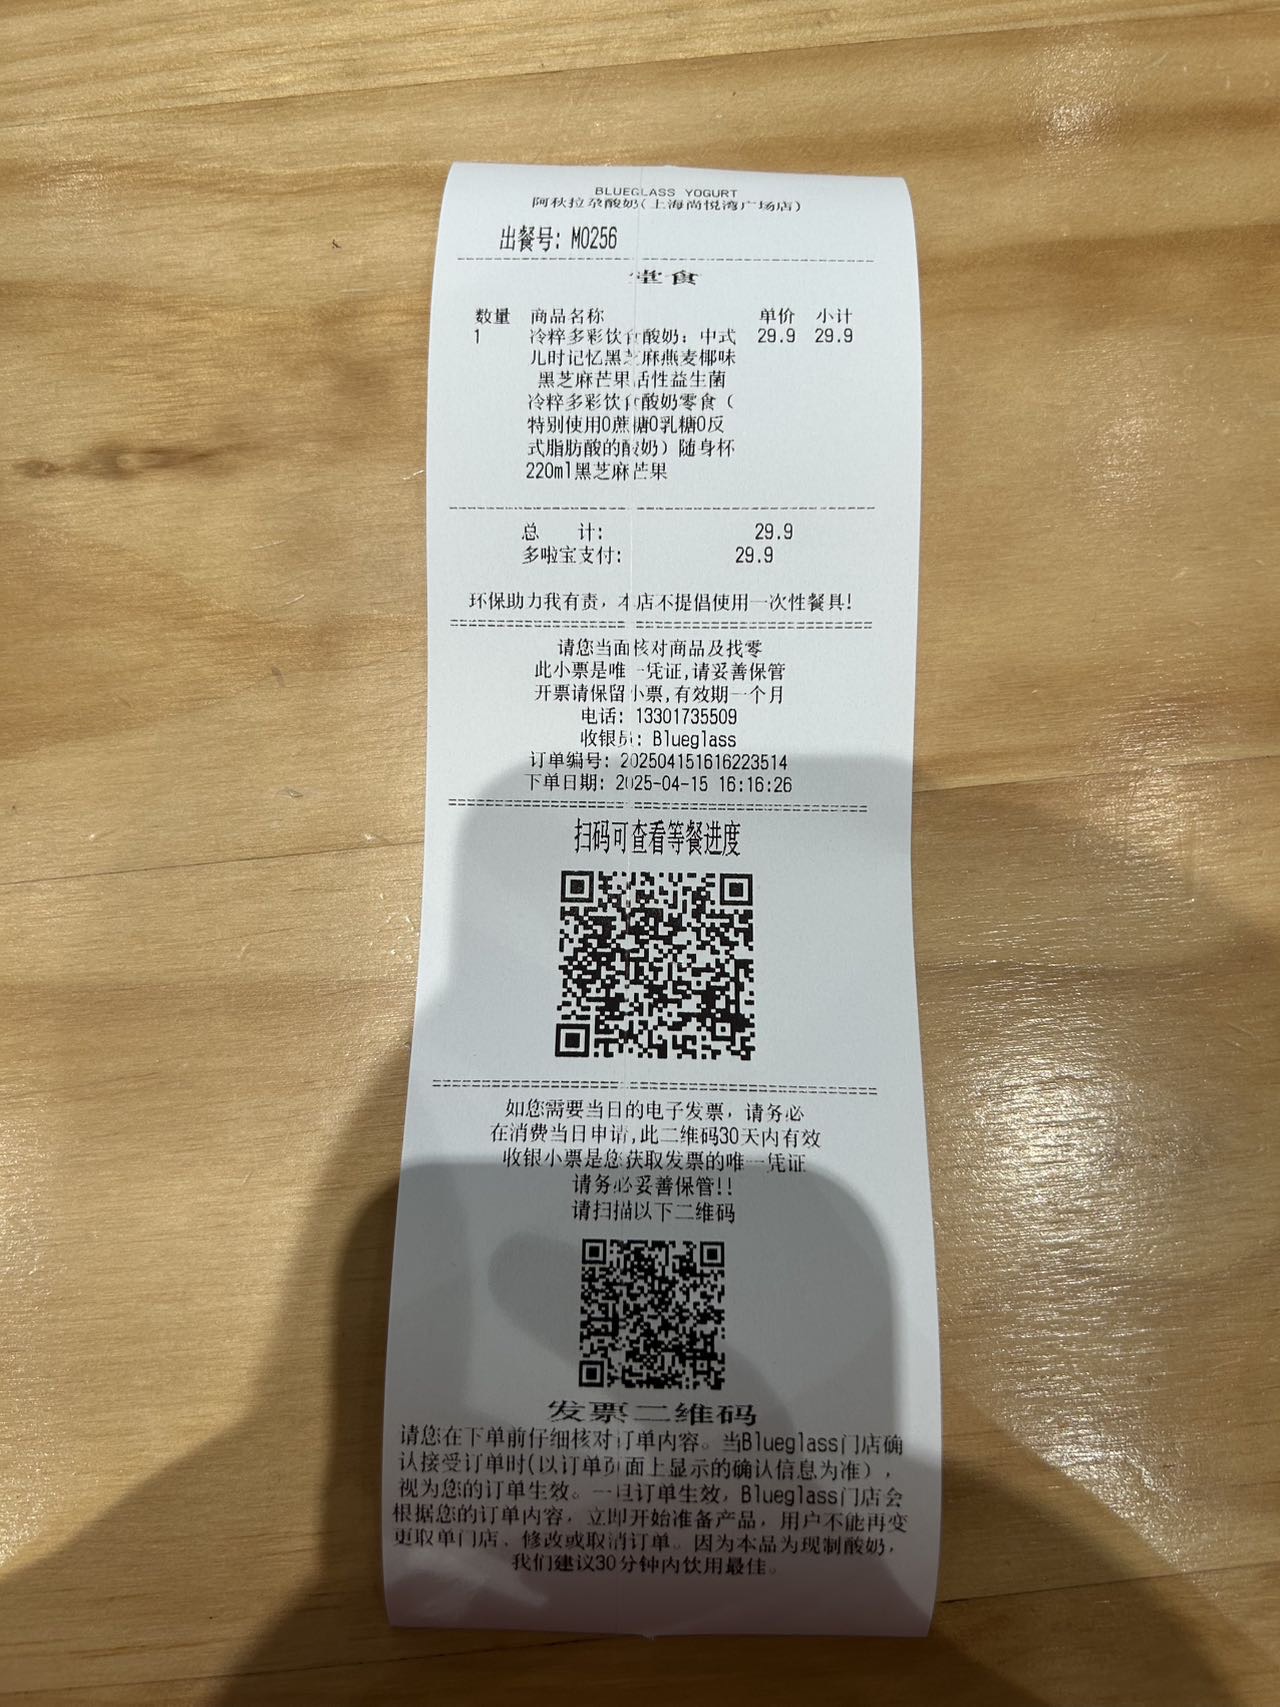 BLUEGLASS YOGURT
阿秋拉尕酸奶(上海尚悦湾广场店)
出餐号: M0256
堂食
数量 商品名称 单价 小计
1 冷粹多彩饮食酸奶：中式 29.9 29.9
儿时记忆黑芝麻燕麦椰味
黑芝麻芒果活性益生菌
冷粹多彩饮食酸奶零食（
特别使用0蔗糖0乳糖0反
式脂肪酸的酸奶）随身杯
220ml黑芝麻芒果
总 计: 29.9
多啦宝支付: 29.9
环保助力我有责，本店不提倡使用一次性餐具!
请您当面核对商品及找零
此小票是唯一凭证,请妥善保管
开票请保留小票,有效期一个月
电话: 13301735509
收银员: Blueglass
订单编号: 202504151616223514
下单日期: 2025-04-15 16:16:26
扫码可查看等餐进度
如您需要当日的电子发票，请务必
在消费当日申请,此二维码30天内有效
收银小票是您获取发票的唯一凭证
请务必妥善保管!!
请扫描以下二维码
发票二维码
请您在下单前仔细核对订单内容。当Blueglass门店确
认接受订单时(以订单页面上显示的确认信息为准)，
视为您的订单生效。一旦订单生效，Blueglass门店会
根据您的订单内容，立即开始准备产品，用户不能再变
更取单门店、修改或取消订单。因为本品为现制酸奶，
我们建议30分钟内饮用最佳。